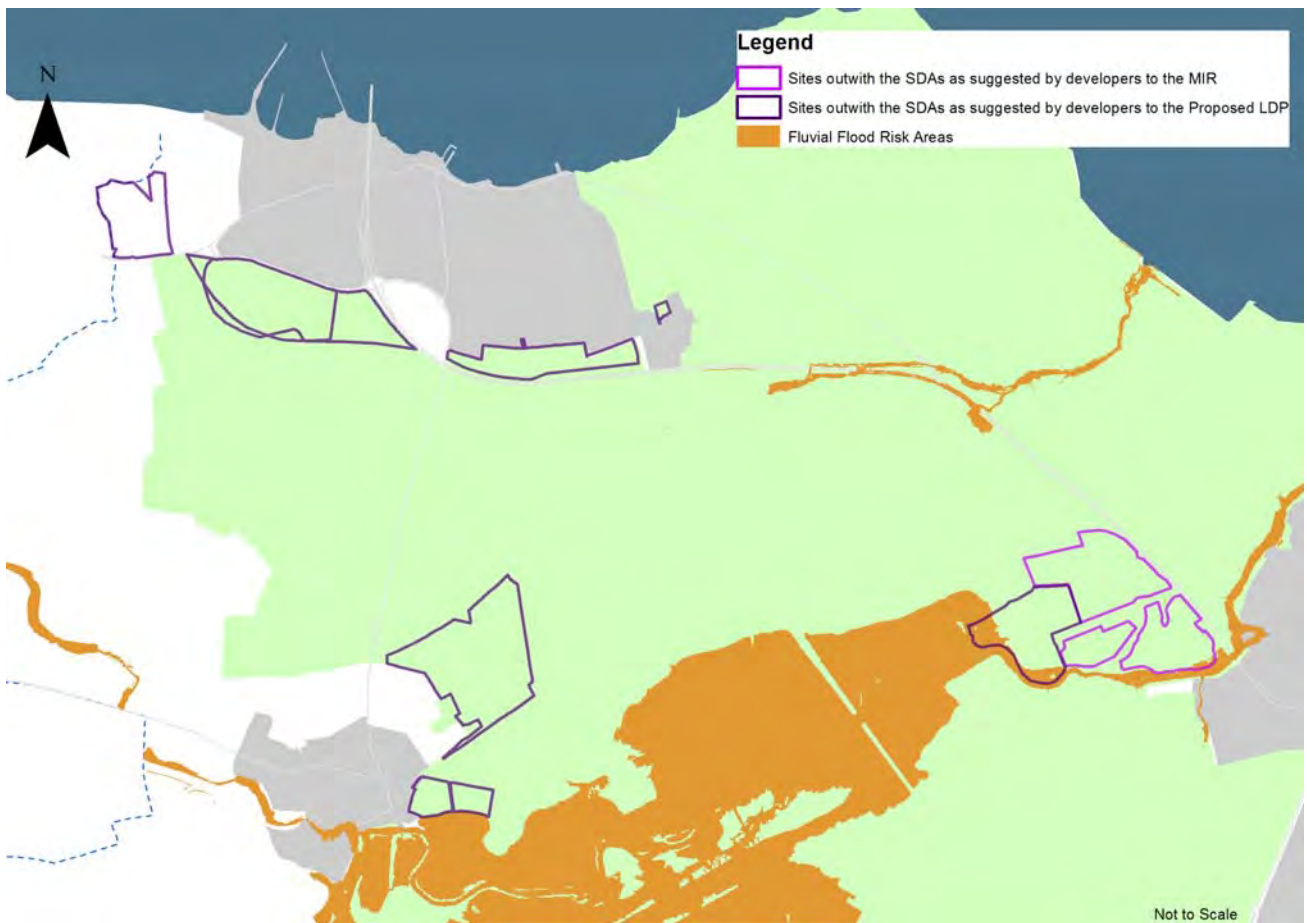 N
Legend
Sites outwith the SDAs as suggested by developers to the MIR
Sites outwith the SDAs as suggested by developers to the Proposed LDP
Fluvial Flood Risk Areas
Not to Scale